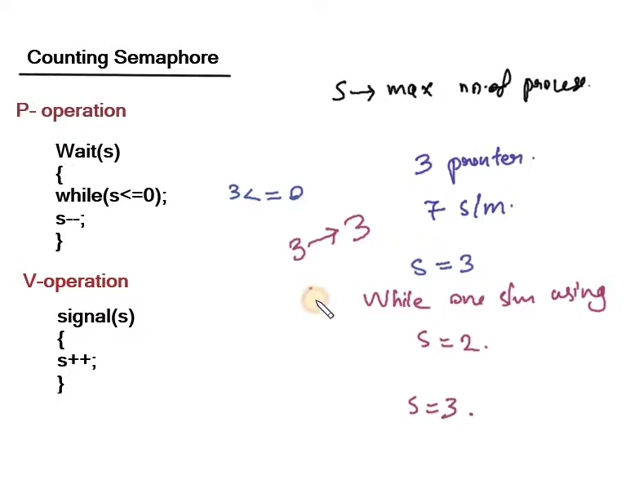 Counting Semaphore
S → max no. of process.
P- operation
Wait(s)
{
while(s<=0);
s--;
}
3 <= 0
3 → 3
3 printer.
7 s/m.
S = 3
V-operation
signal(s)
{
s++;
}
While one s/m using
S = 2.
S = 3.